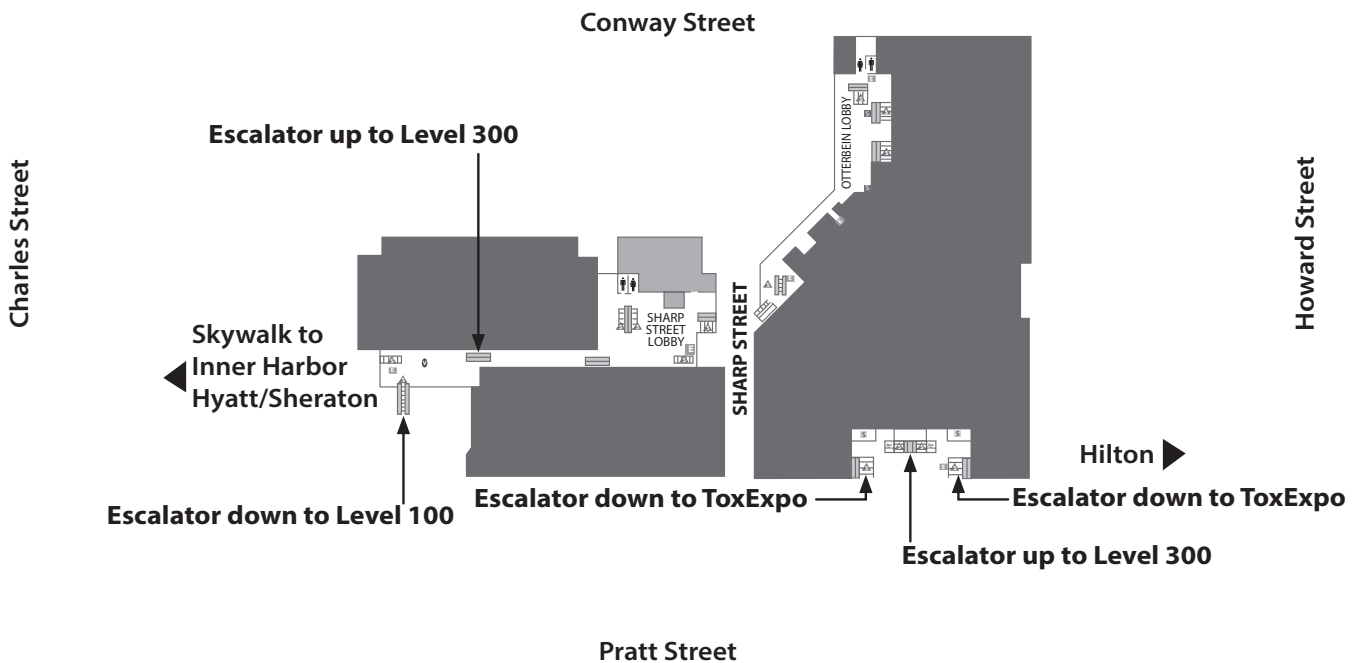 Conway Street
Escalator up to Level 300
OTTERBEIN LOBBY
Charles Street
Howard Street
SHARP
STREET
LOBBY
SHARP STREET
Skywalk to
Inner Harbor
Hyatt/Sheraton
E
S
S
Hilton
Escalator down to Level 100
Escalator down to ToxExpo
Escalator down to ToxExpo
Escalator up to Level 300
Pratt Street